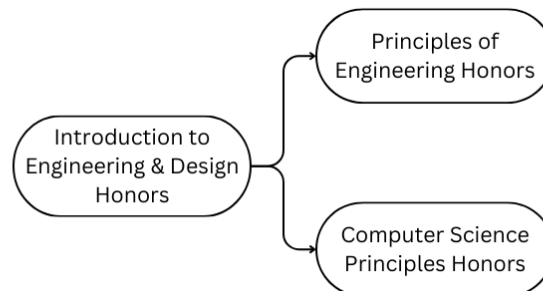 Principles of
Engineering Honors
Introduction to
Engineering & Design
Honors
Computer Science
Principles Honors